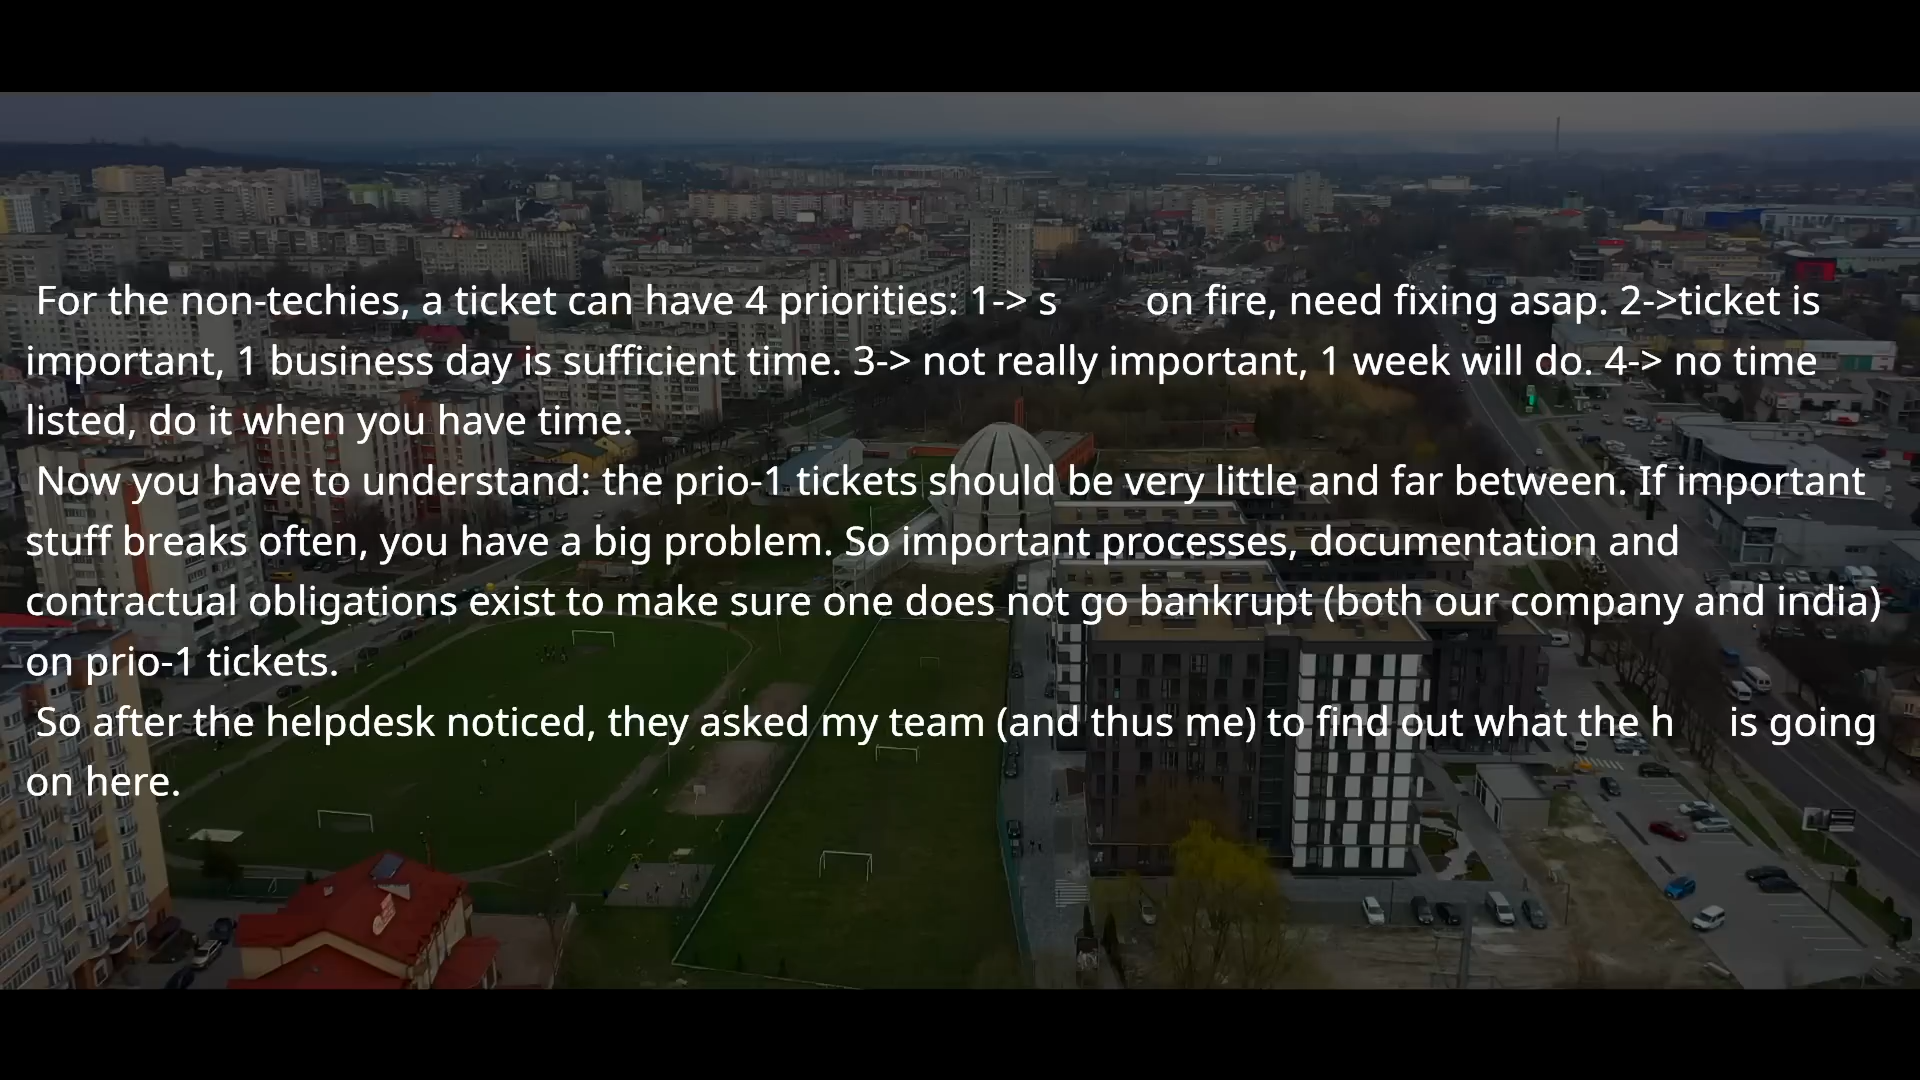 For the non-techies, a ticket can have 4 priorities: 1-> s on fire, need fixing asap. 2->ticket is
important, 1 business day is sufficient time. 3-> not really important, 1 week will do. 4-> no time
listed, do it when you have time.
Now you have to understand: the prio-1 tickets should be very little and far between. If important
stuff breaks often, you have a big problem. So important processes, documentation and
contractual obligations exist to make sure one does not go bankrupt (both our company and india)
on prio-1 tickets.
So after the helpdesk noticed, they asked my team (and thus me) to find out what the h is going
on here.